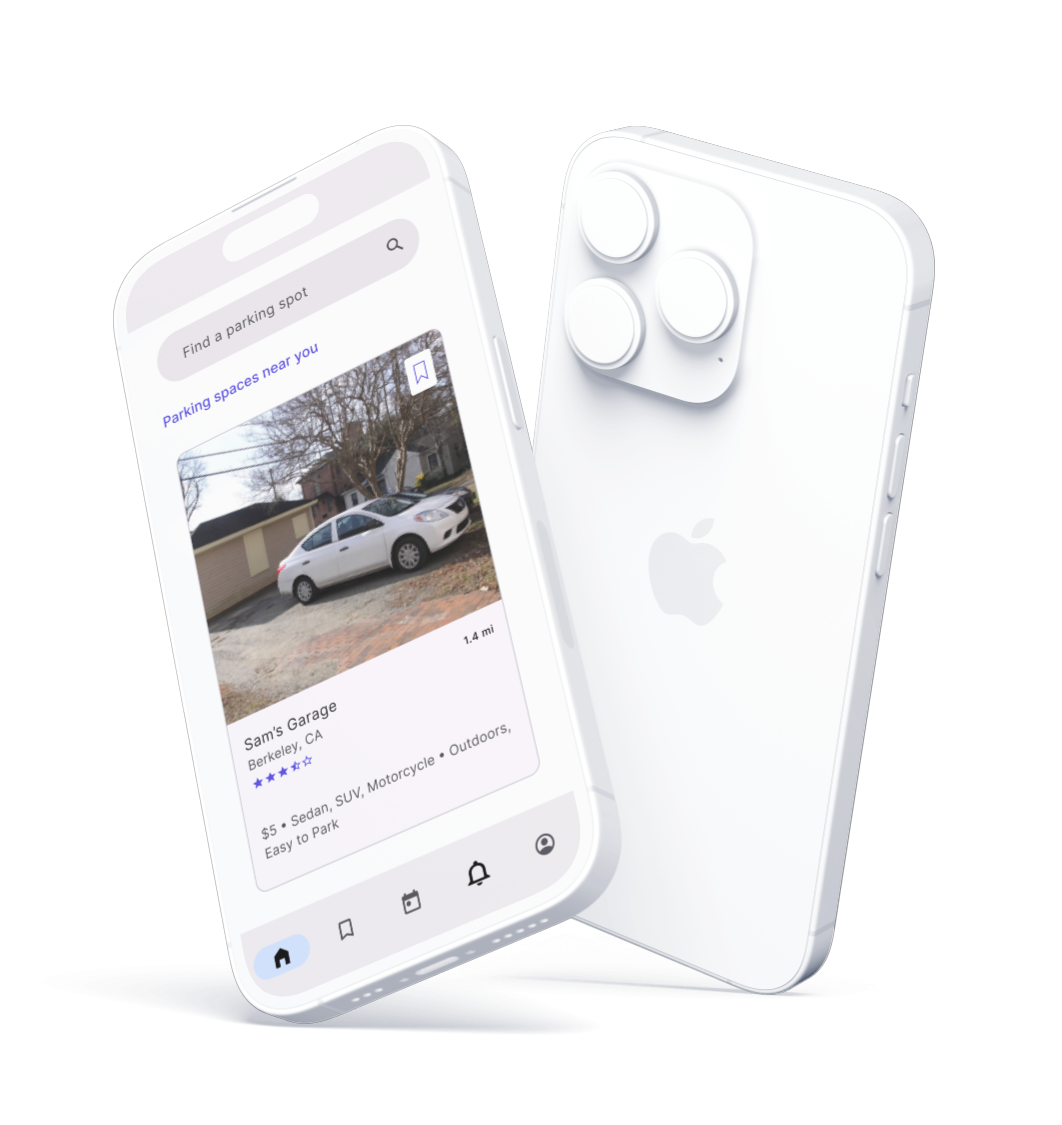 Find a parking spot
Parking spaces near you
1.4 mi
Sam's Garage
Berkeley, CA
$5 • Sedan, SUV, Motorcycle • Outdoors,
Easy to Park